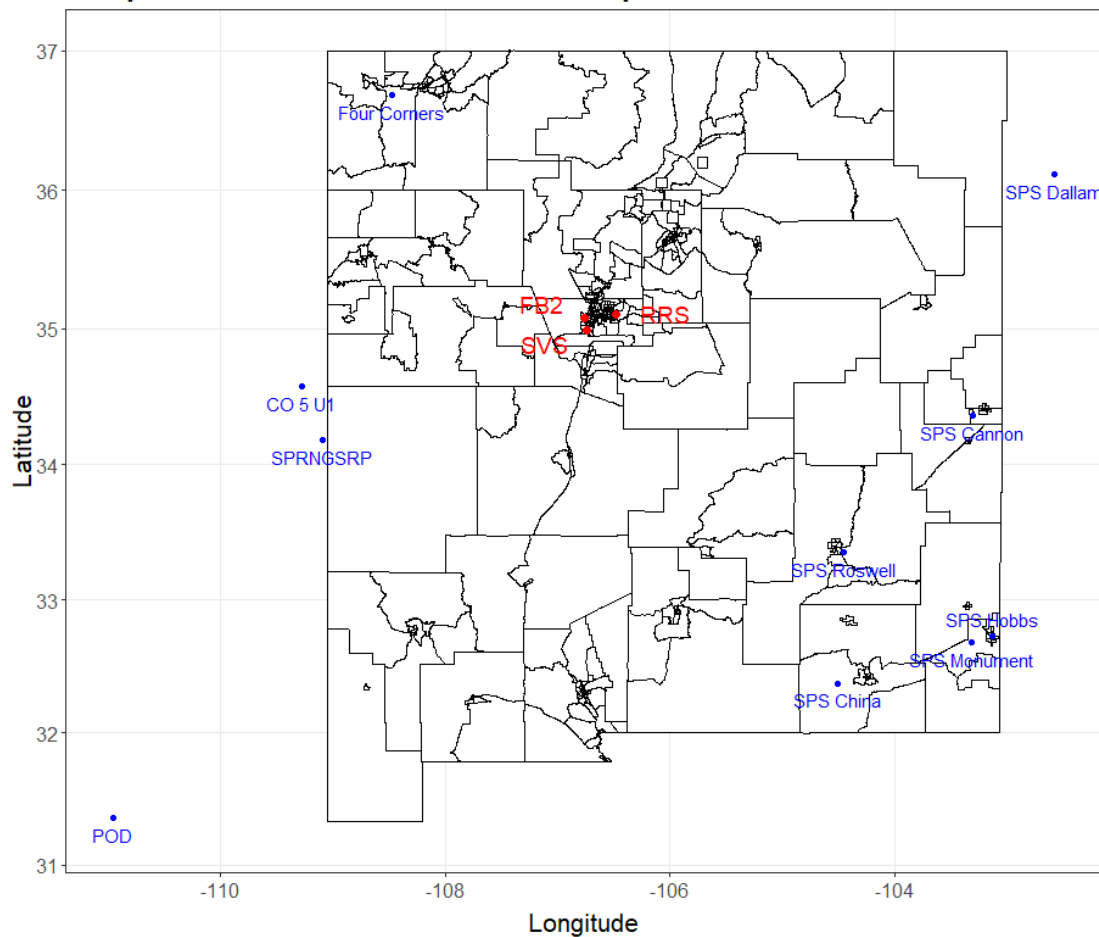 37
36
35
34
33
32
31
Latitude
Four Corners
SPS Dallam
FB2
RRS
SVS
CO 5 U1
SPRNGSRP
SPS Cannon
SPS Roswell
SPS Hobbs
SPS Monument
SPS China
POD
-110
-108
-106
-104
Longitude